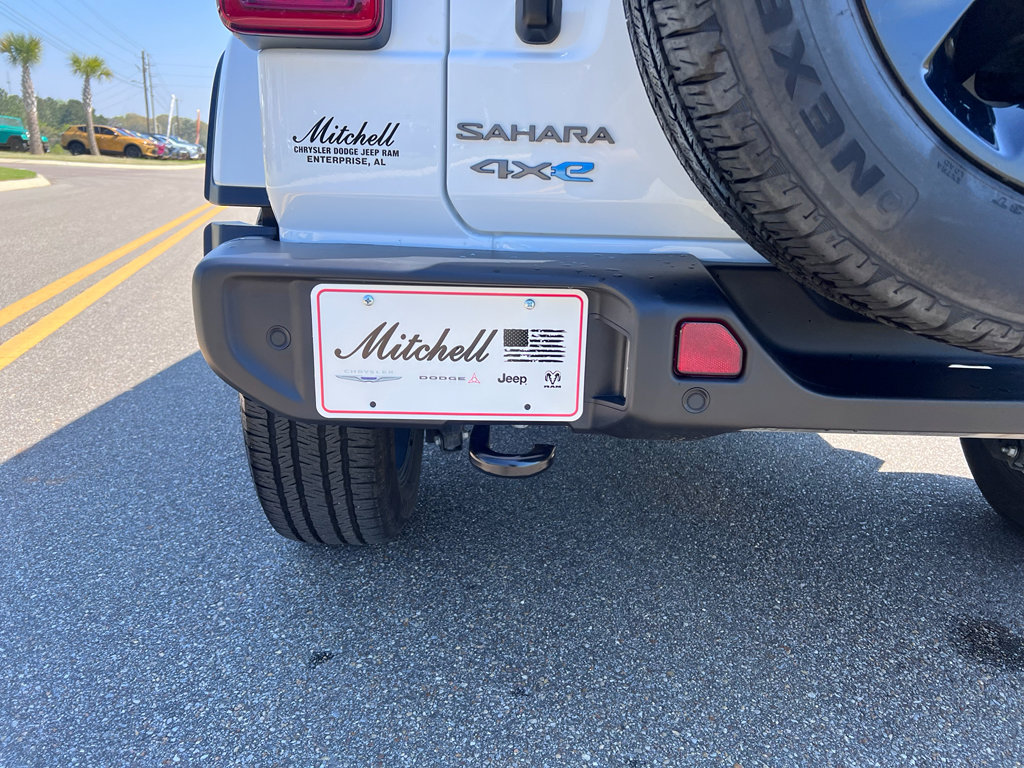 Mitchell
CHRYSLER DODGE JEEP RAM
ENTERPRISE, AL
SAHARA
4xe
NEXEN
Mitchell
CHRYSLER
DODGE
Jeep
RAM